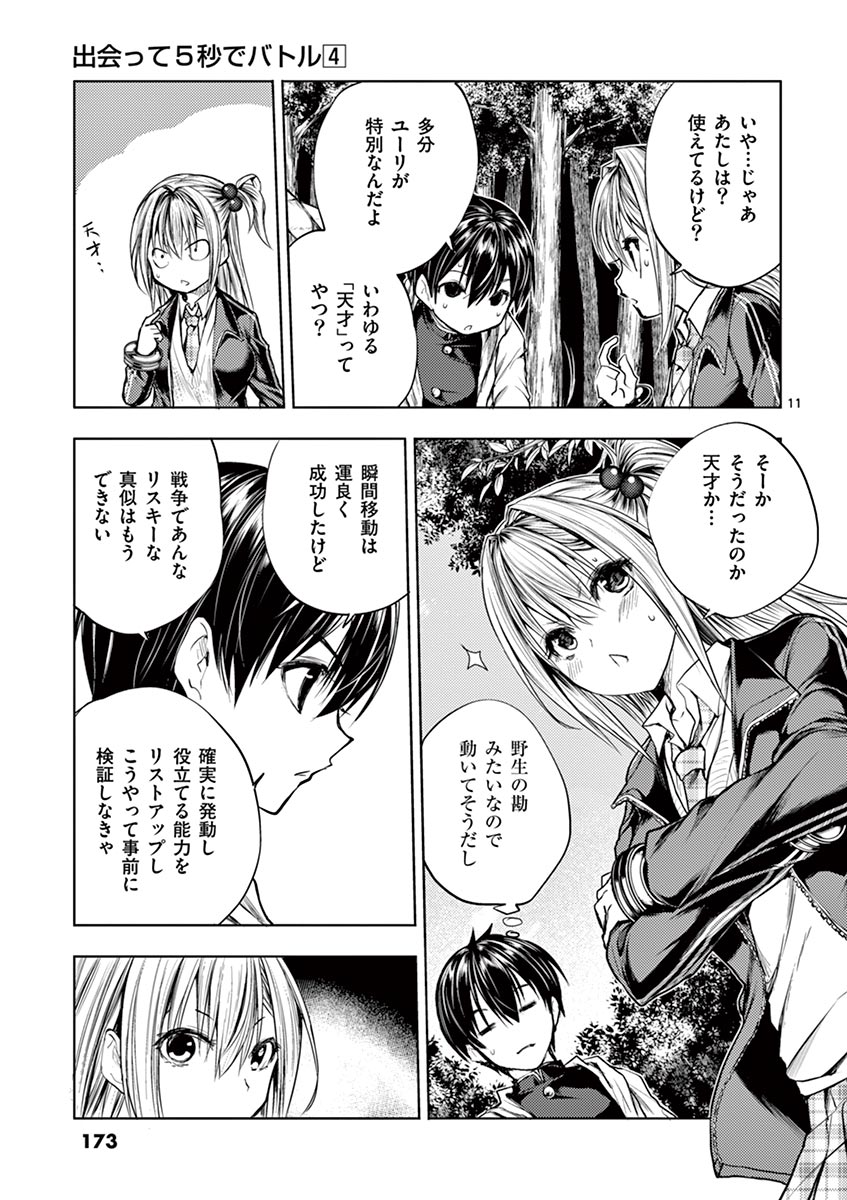 出会って5秒でバトル4
いや…じゃあ
あたしは?
使えてるけど?
多分
ユーリが
特別なんだよ
いわゆる
「天才」って
やつ?
天才..
11
そーか
そうだったのか
天才か…
野生の勘
みたいなので
動いてそうだし
瞬間移動は
運良く
成功したけど
戦争であんな
リスキーな
真似はもう
できない
確実に発動し
役立てる能力を
リストアップし
こうやって事前に
検証しなきゃ
173